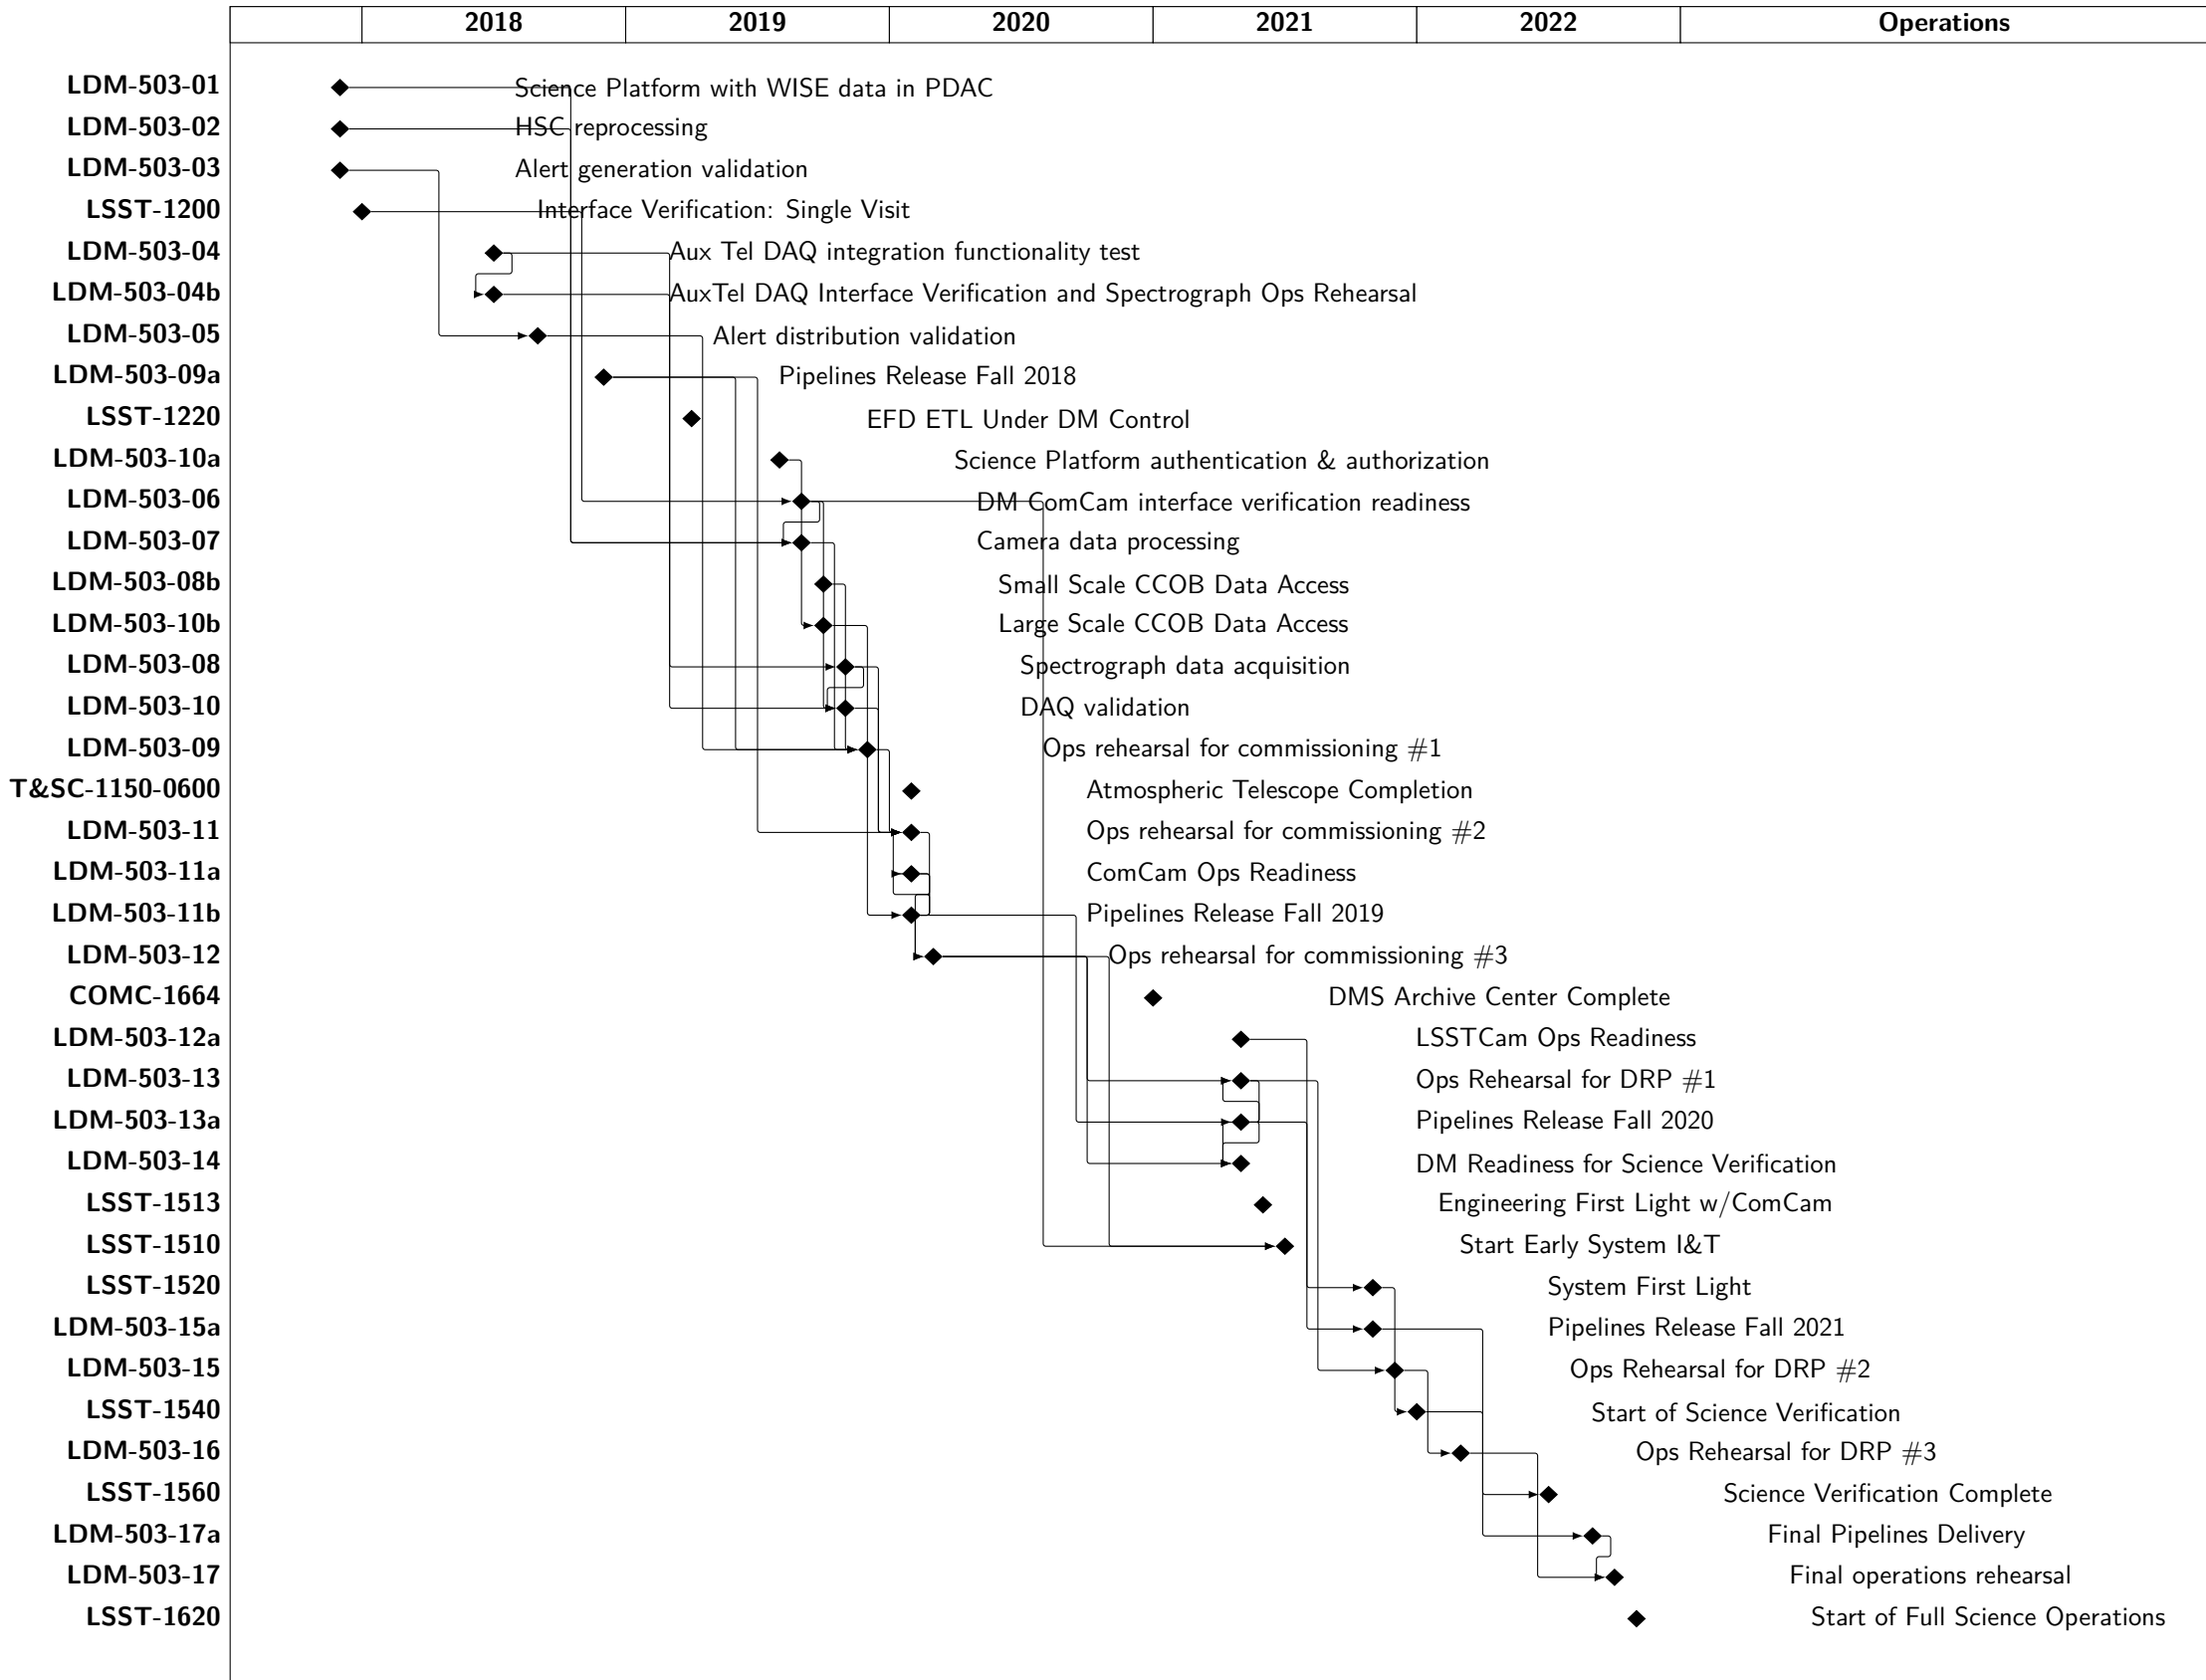 2018 2019 2020 2021 2022 Operations
LDM-503-01 Science Platform with WISE data in PDAC
LDM-503-02 HSC reprocessing
LDM-503-03 Alert generation validation
LSST-1200 Interface Verification: Single Visit
LDM-503-04 Aux Tel DAQ integration functionality test
LDM-503-04b AuxTel DAQ Interface Verification and Spectrograph Ops Rehearsal
LDM-503-05 Alert distribution validation
LDM-503-09a Pipelines Release Fall 2018
LSST-1220 EFD ETL Under DM Control
LDM-503-10a Science Platform authentication & authorization
LDM-503-06 DM ComCam interface verification readiness
LDM-503-07 Camera data processing
LDM-503-08b Small Scale CCOB Data Access
LDM-503-10b Large Scale CCOB Data Access
LDM-503-08 Spectrograph data acquisition
LDM-503-10 DAQ validation
LDM-503-09 Ops rehearsal for commissioning #1
T&SC-1150-0600 Atmospheric Telescope Completion
LDM-503-11 Ops rehearsal for commissioning #2
LDM-503-11a ComCam Ops Readiness
LDM-503-11b Pipelines Release Fall 2019
LDM-503-12 Ops rehearsal for commissioning #3
COMC-1664 DMS Archive Center Complete
LDM-503-12a LSSTCam Ops Readiness
LDM-503-13 Ops Rehearsal for DRP #1
LDM-503-13a Pipelines Release Fall 2020
LDM-503-14 DM Readiness for Science Verification
LSST-1513 Engineering First Light w/ComCam
LSST-1510 Start Early System I&T
LSST-1520 System First Light
LDM-503-15a Pipelines Release Fall 2021
LDM-503-15 Ops Rehearsal for DRP #2
LSST-1540 Start of Science Verification
LDM-503-16 Ops Rehearsal for DRP #3
LSST-1560 Science Verification Complete
LDM-503-17a Final Pipelines Delivery
LDM-503-17 Final operations rehearsal
LSST-1620 Start of Full Science Operations